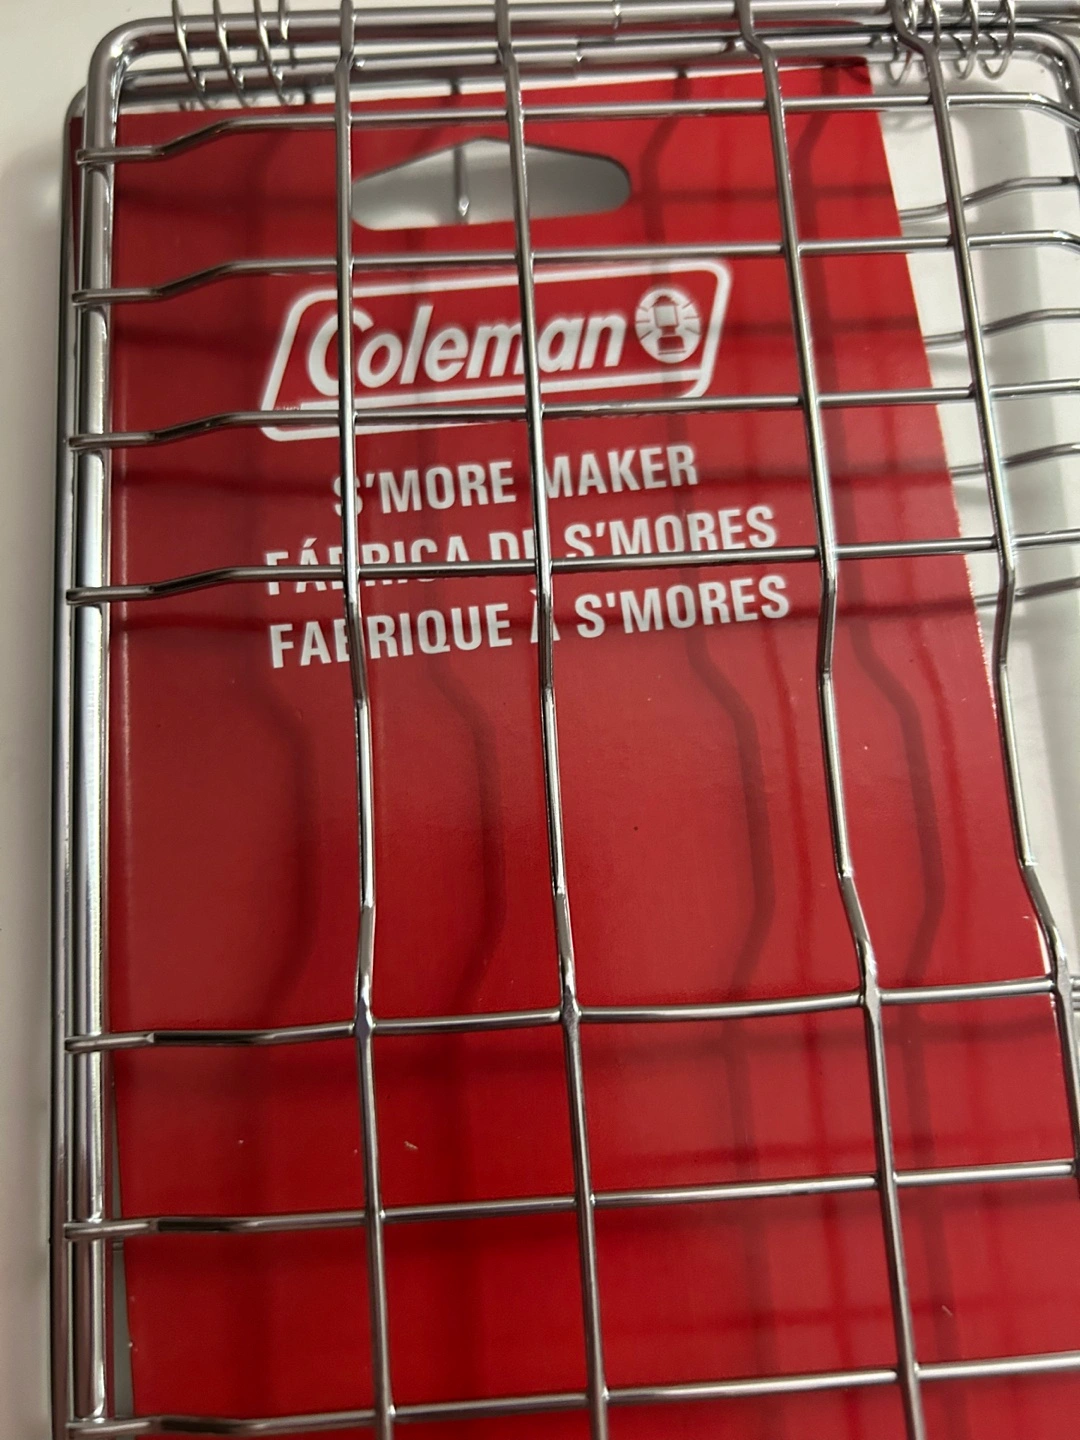 Coleman
S'MORE MAKER
FÁBRICA DE S'MORES
FABRIQUE À S'MORES